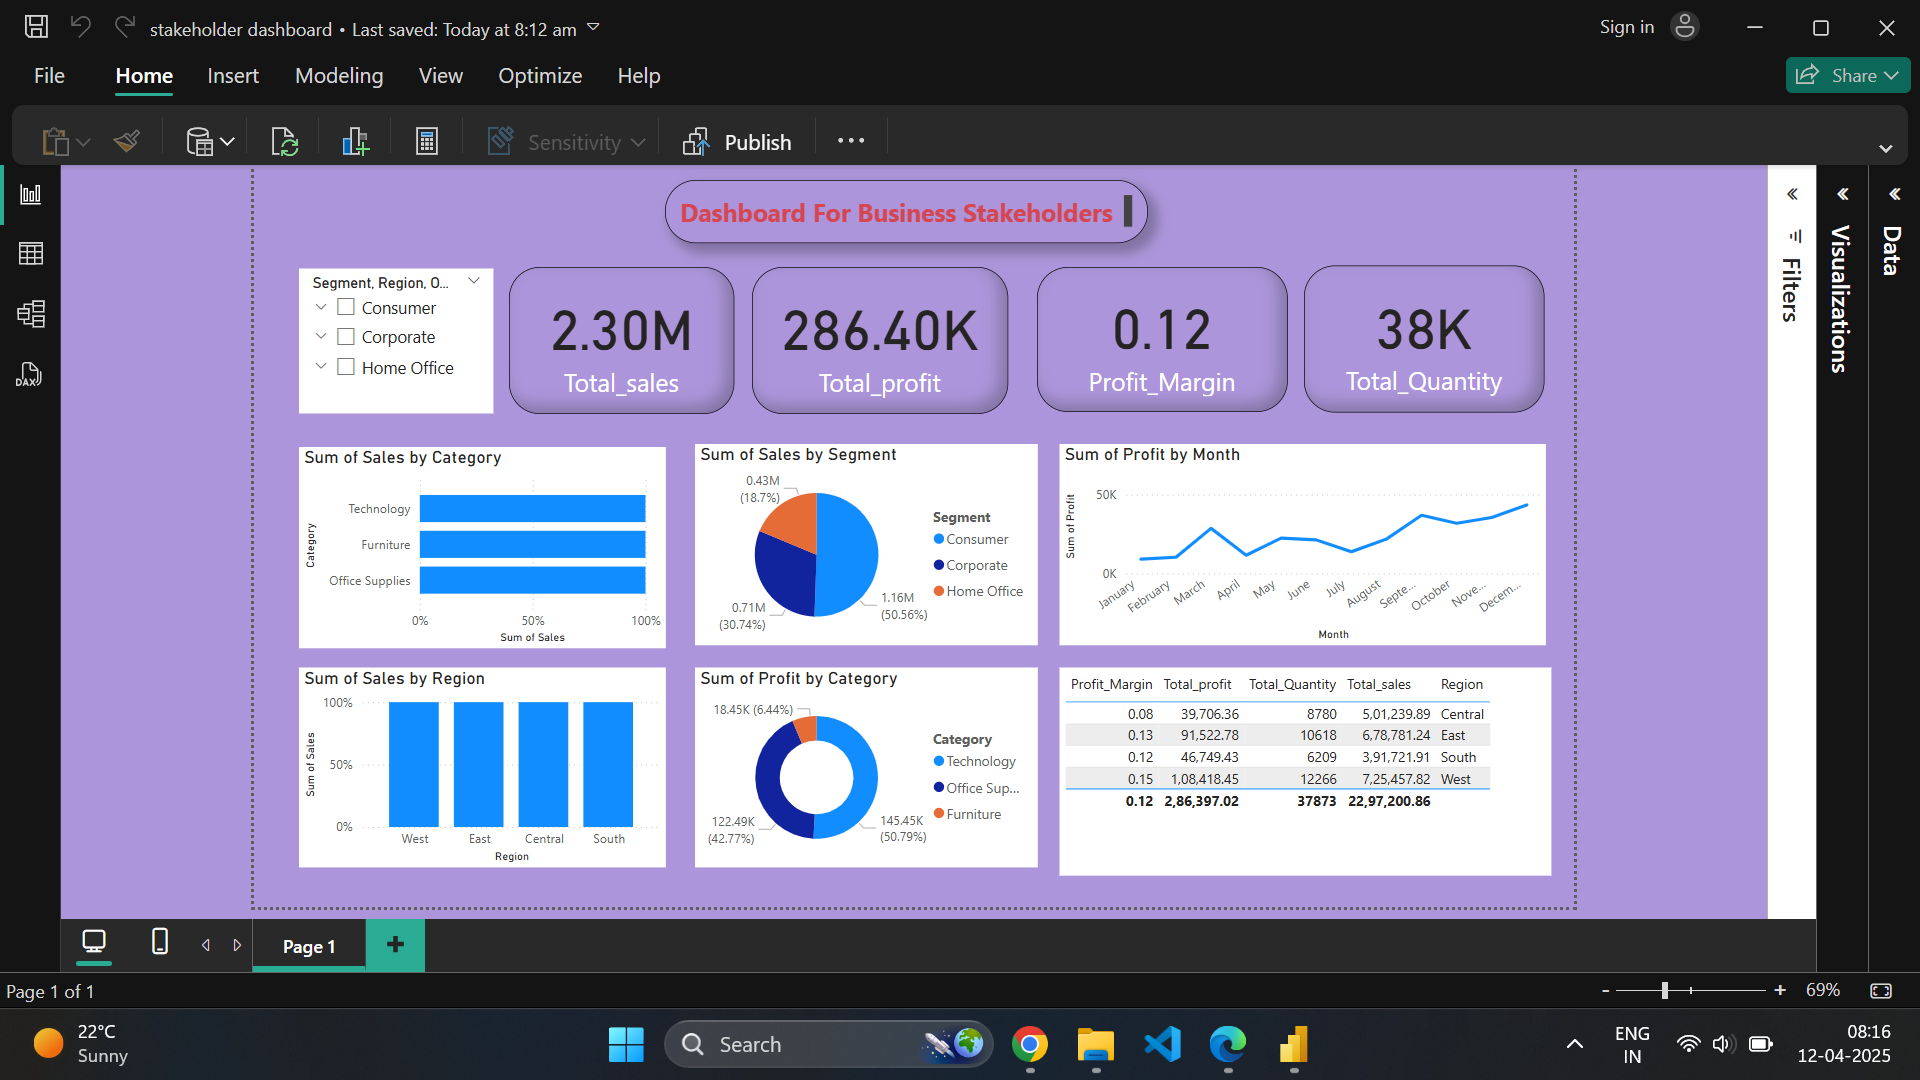 stakeholder dashboard • Last saved: Today at 8:12 am
Sign in
File Home Insert Modeling View Optimize Help
Share
Sensitivity Publish
Dashboard For Business Stakeholders
Segment, Region, O...
Consumer
Corporate
Home Office
2.30M
Total_sales
286.40K
Total_profit
0.12
Profit_Margin
38K
Total_Quantity
Sum of Sales by Category
Category
Technology
Furniture
Office Supplies
0% 50% 100%
Sum of Sales
Sum of Sales by Segment
0.43M
(18.7%)
0.71M
(30.74%)
1.16M
(50.56%)
Segment
Consumer
Corporate
Home Office
Sum of Profit by Month
Sum of Profit
50K
0K
January February March April May June July August Septe... October Nove... Decem...
Month
Sum of Sales by Region
Sum of Sales
100%
50%
0%
West East Central South
Region
Sum of Profit by Category
18.45K (6.44%)
122.49K
(42.77%)
145.45K
(50.79%)
Category
Technology
Office Sup...
Furniture
Profit_Margin Total_profit Total_Quantity Total_sales Region
0.08 39,706.36 8780 5,01,239.89 Central
0.13 91,522.78 10618 6,78,781.24 East
0.12 46,749.43 6209 3,91,721.91 South
0.15 1,08,418.45 12266 7,25,457.82 West
0.12 2,86,397.02 37873 22,97,200.86
Filters
Visualizations
Data
DAX
Page 1
Page 1 of 1
- + 69%
22°C
Sunny
Search
ENG
IN
08:16
12-04-2025